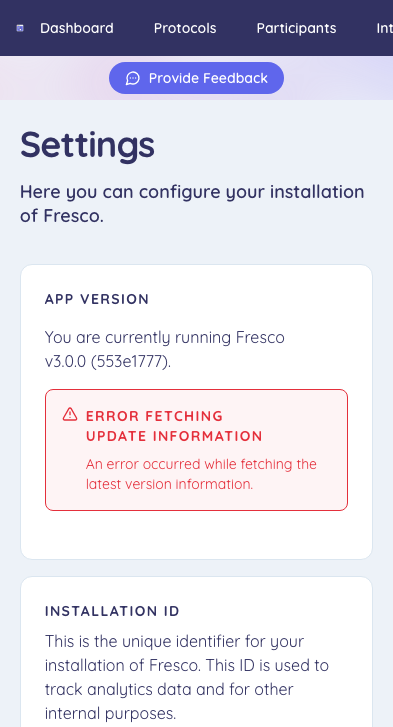 Dashboard Protocols Participants Int
Provide Feedback
Settings
Here you can configure your installation
of Fresco.
APP VERSION
You are currently running Fresco
v3.0.0 (553e1777).
ERROR FETCHING
UPDATE INFORMATION
An error occurred while fetching the
latest version information.
INSTALLATION ID
This is the unique identifier for your
installation of Fresco. This ID is used to
track analytics data and for other
internal purposes.